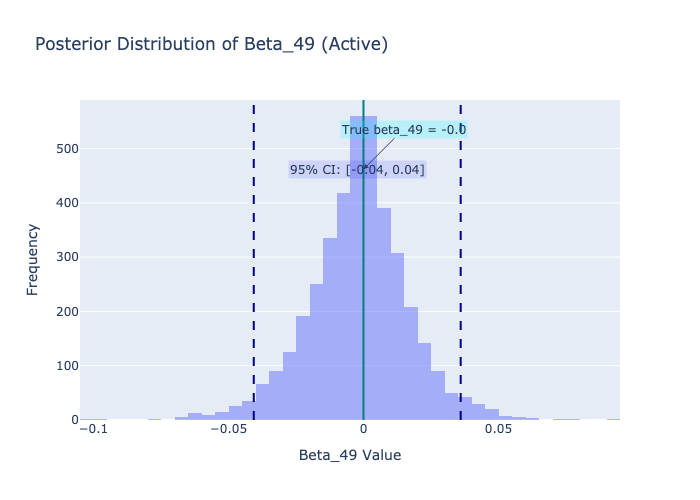 Posterior Distribution of Beta_49 (Active)
True beta_49 = -0.0
95% CI: [-0.04, 0.04]
Frequency
500
400
300
200
100
0
−0.1
−0.05
0
0.05
Beta_49 Value